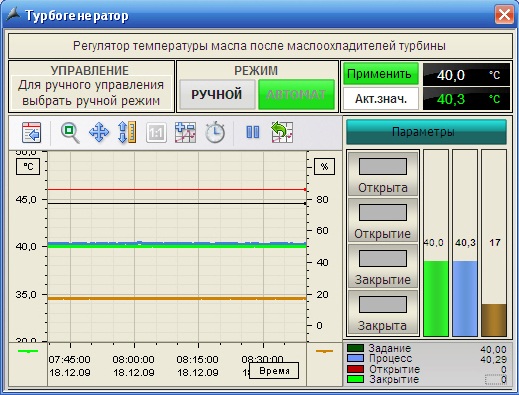 Турбогенератор
Регулятор температуры масла после маслоохладителей турбины
УПРАВЛЕНИЕ
Для ручного управления
выбрать ручной режим
РЕЖИМ
РУЧНОЙ
АВТОМАТ
Применить
40,0 °C
Акт.знач.
40,3 °C
1:1
Параметры
°C
50,0
45,0
40,0
35,0
30,0
%
80
60
40
20
0
07:45:00 08:00:00 08:15:00 08:30:00
18.12.09 18.12.09 18.12.09 18.12.09
Время
Открыта
Открытие
Закрытие
Закрыта
40,0 40,3 17
Задание 40,00
Процесс 40,29
Открытие 0
Закрытие 0